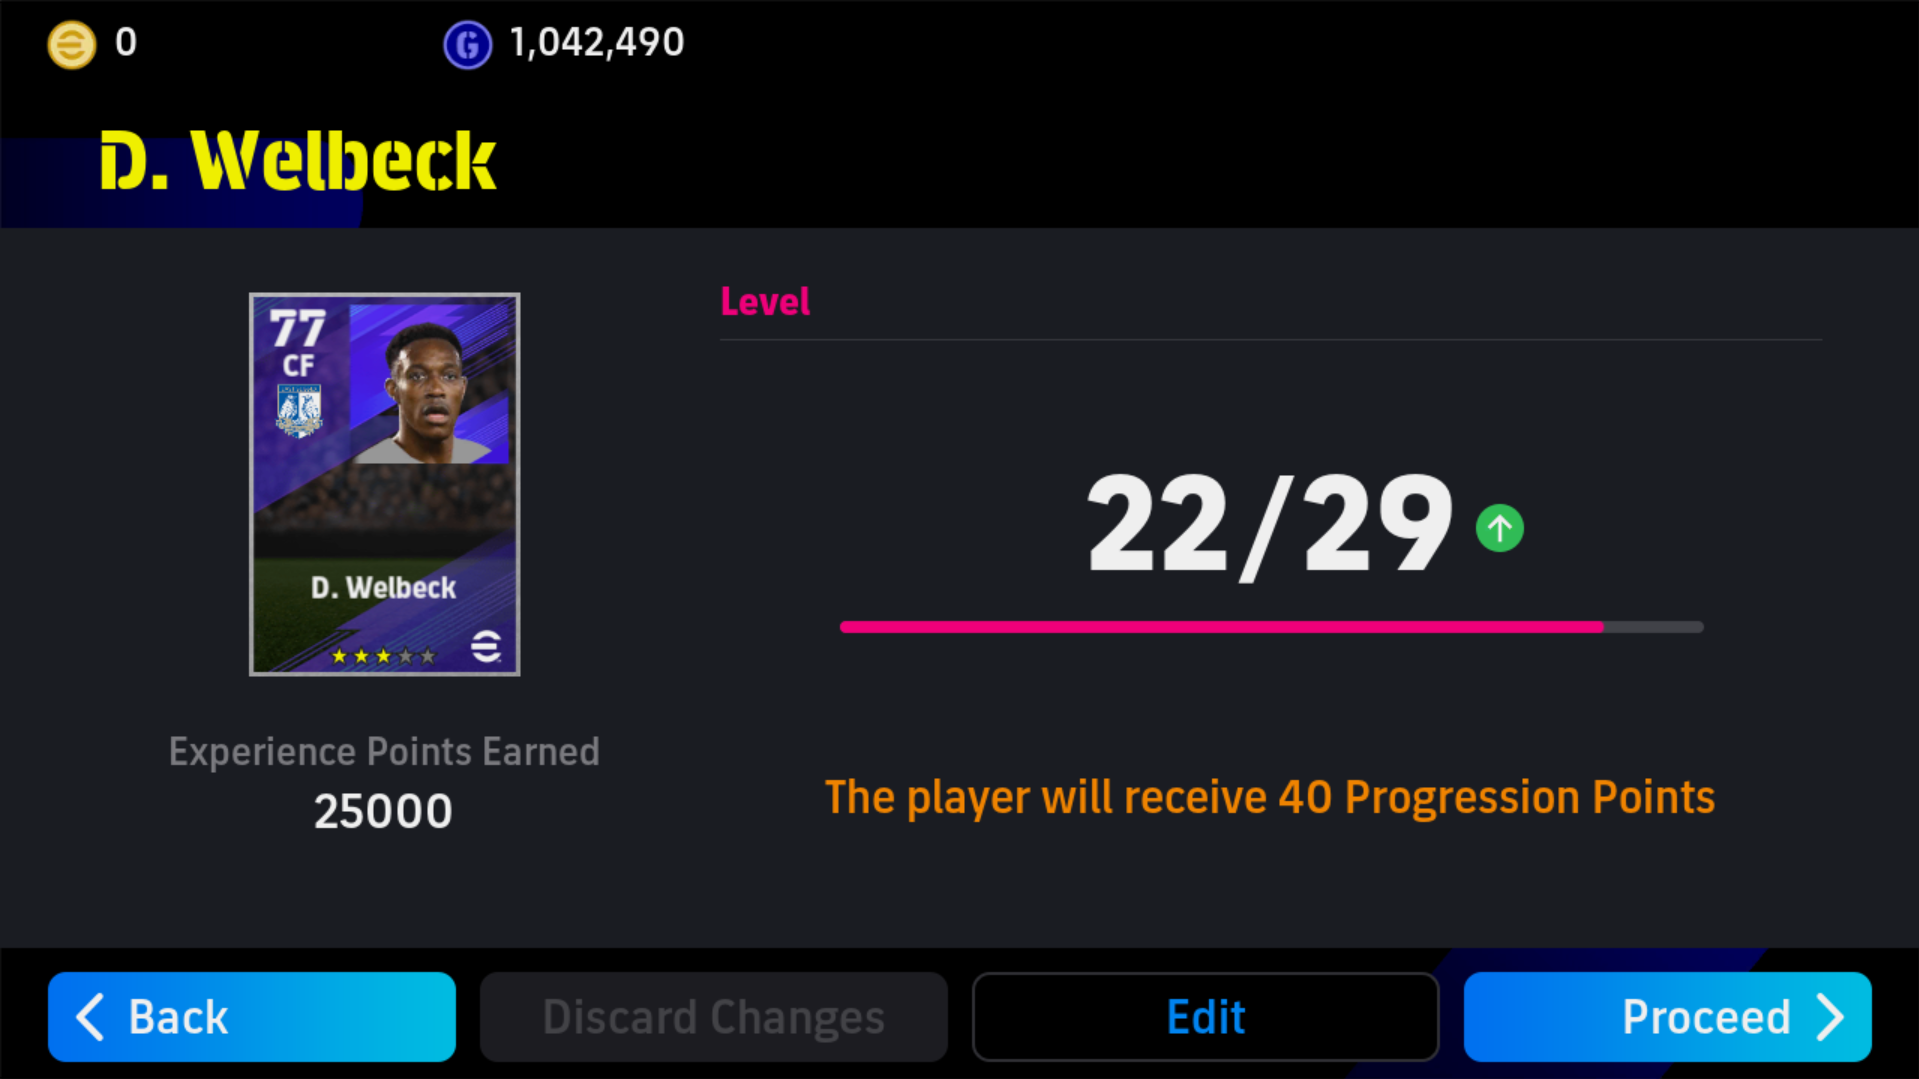 0
1,042,490
D. Welbeck
77
CF
D. Welbeck
Experience Points Earned
25000
Level
22/29
The player will receive 40 Progression Points
Back
Discard Changes
Edit
Proceed